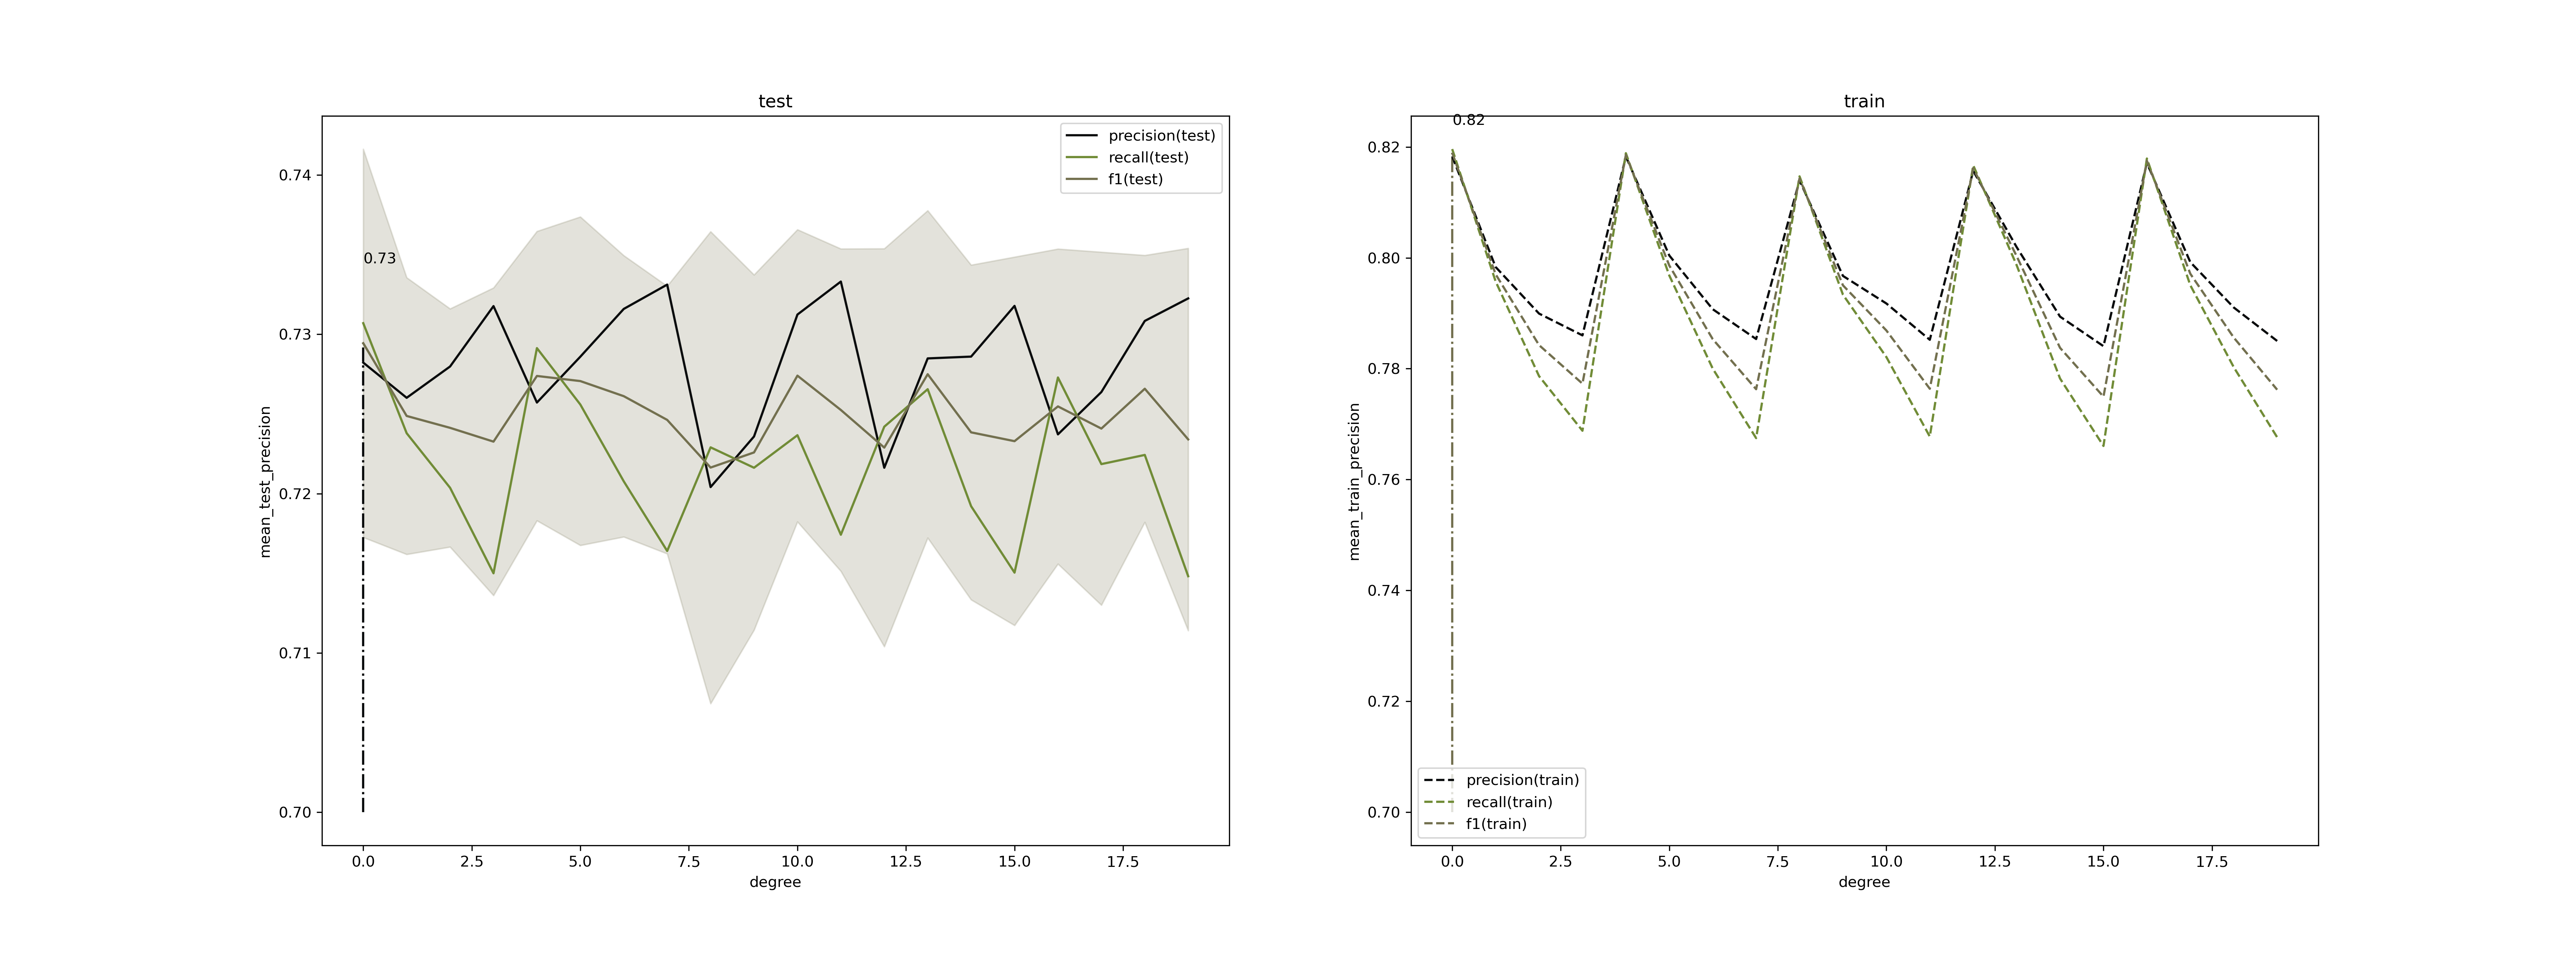 test
precision(test)
recall(test)
f1(test)
0.73
0.74
0.73
0.72
0.71
0.70
mean_test_precision
0.0 2.5 5.0 7.5 10.0 12.5 15.0 17.5
degree
train
0.82
0.82
0.80
0.78
0.76
0.74
0.72
0.70
mean_train_precision
precision(train)
recall(train)
f1(train)
0.0 2.5 5.0 7.5 10.0 12.5 15.0 17.5
degree